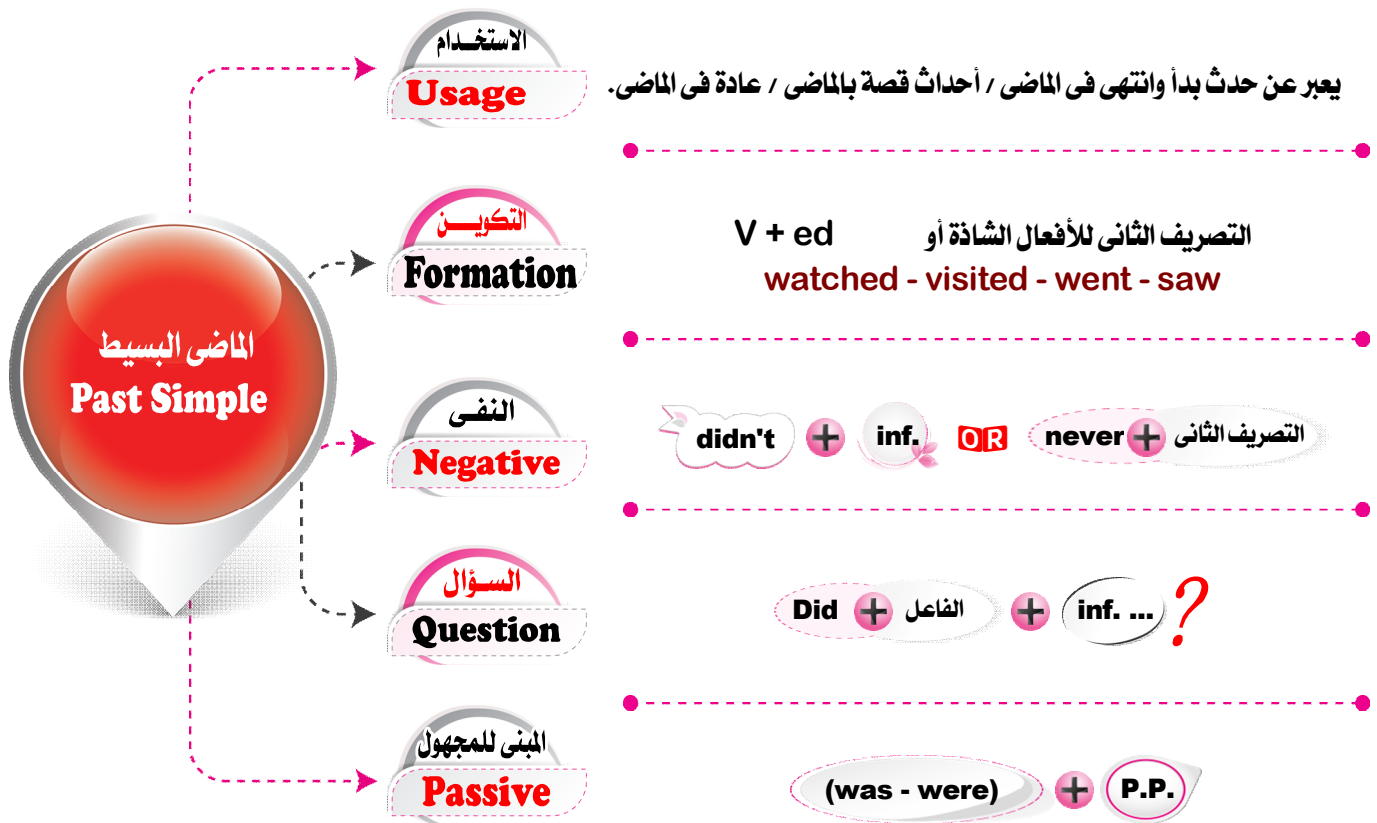 الماضى البسيط
Past Simple
الاستخدام
Usage
يعبر عن حدث بدأ وانتهى فى الماضى / أحداث قصة بالماضى / عادة فى الماضى.
التكوين
Formation
التصريف الثانى للأفعال الشاذة أو V + ed
watched - visited - went - saw
النفى
Negative
didn't + inf. OR never + التصريف الثانى
السؤال
Question
Did + الفاعل + inf. ... ?
المبنى للمجهول
Passive
(was - were) + P.P.